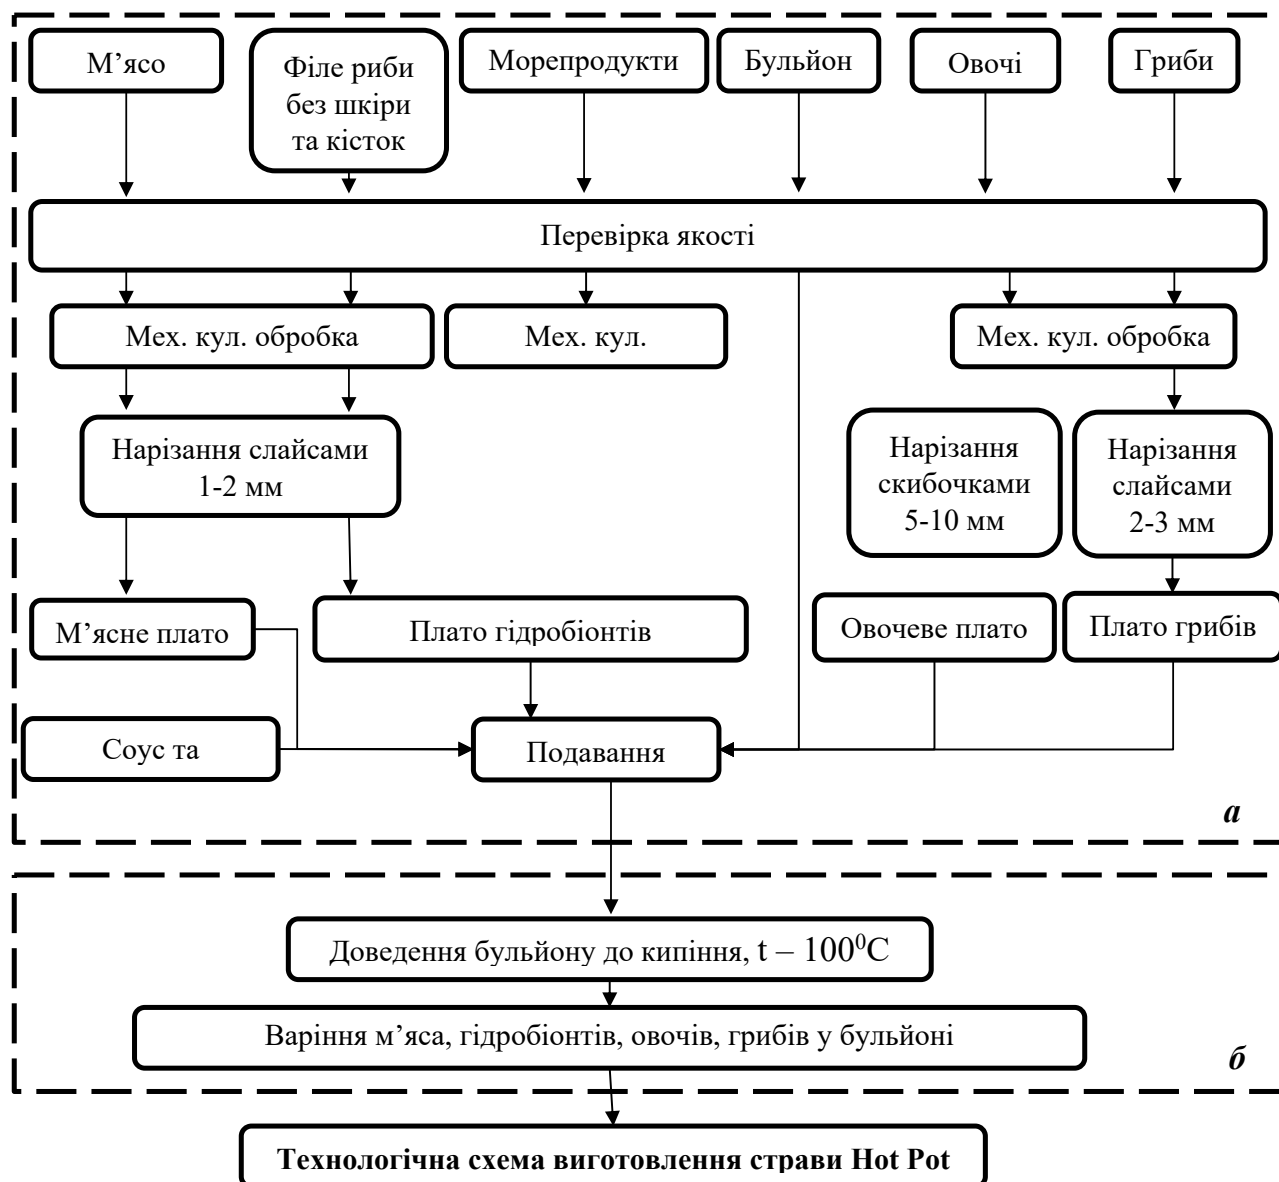 М’ясо
Філе риби
без шкіри
та кісток
Морепродукти
Бульйон
Овочі
Гриби
Перевірка якості
Мех. кул. обробка
Мех. кул.
Мех. кул. обробка
Нарізання слайсами
1-2 мм
Нарізання
скибочками
5-10 мм
Нарізання
слайсами
2-3 мм
М’ясне плато
Плато гідробіонтів
Овочеве плато
Плато грибів
Соус та
Подавання
а
Доведення бульйону до кипіння, t – 100⁰С
Варіння м’яса, гідробіонтів, овочів, грибів у бульйоні
б
Технологічна схема виготовлення страви Hot Pot